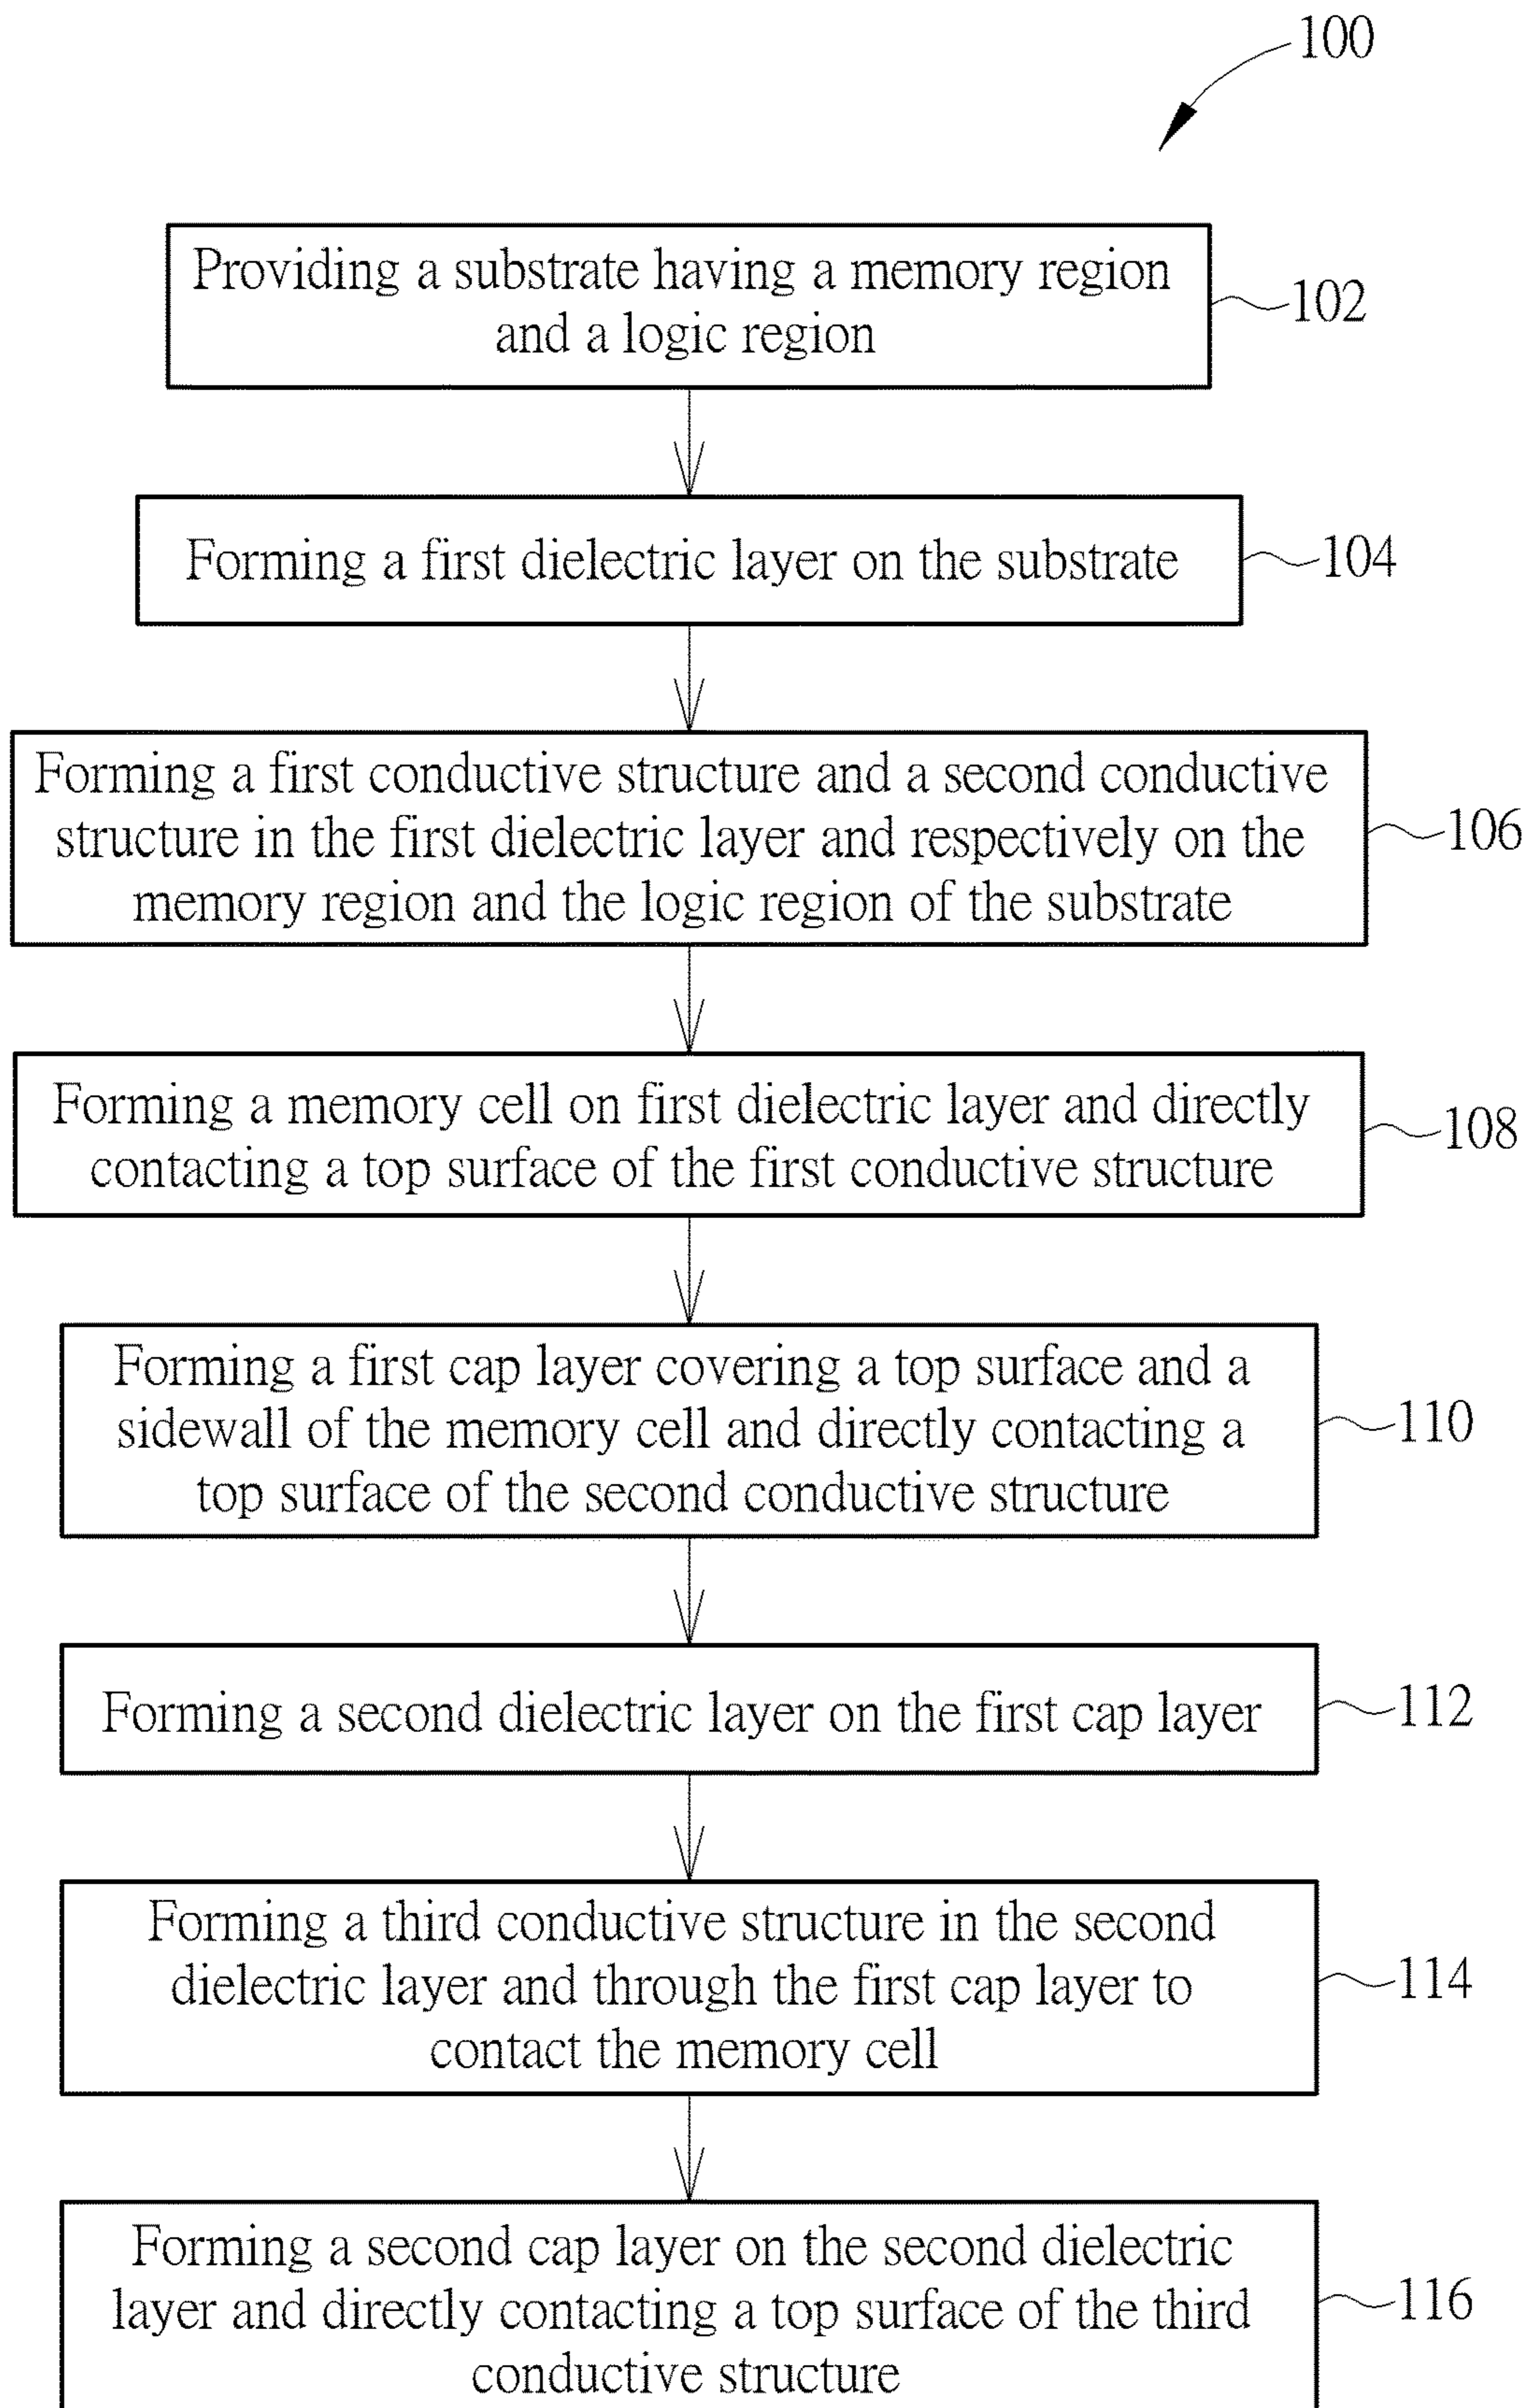 100
Providing a substrate having a memory region
and a logic region
102
Forming a first dielectric layer on the substrate
104
Forming a first conductive structure and a second conductive
structure in the first dielectric layer and respectively on the
memory region and the logic region of the substrate
106
Forming a memory cell on first dielectric layer and directly
contacting a top surface of the first conductive structure
108
Forming a first cap layer covering a top surface and a
sidewall of the memory cell and directly contacting a
top surface of the second conductive structure
110
Forming a second dielectric layer on the first cap layer
112
Forming a third conductive structure in the second
dielectric layer and through the first cap layer to
contact the memory cell
114
Forming a second cap layer on the second dielectric
layer and directly contacting a top surface of the third
conductive structure
116